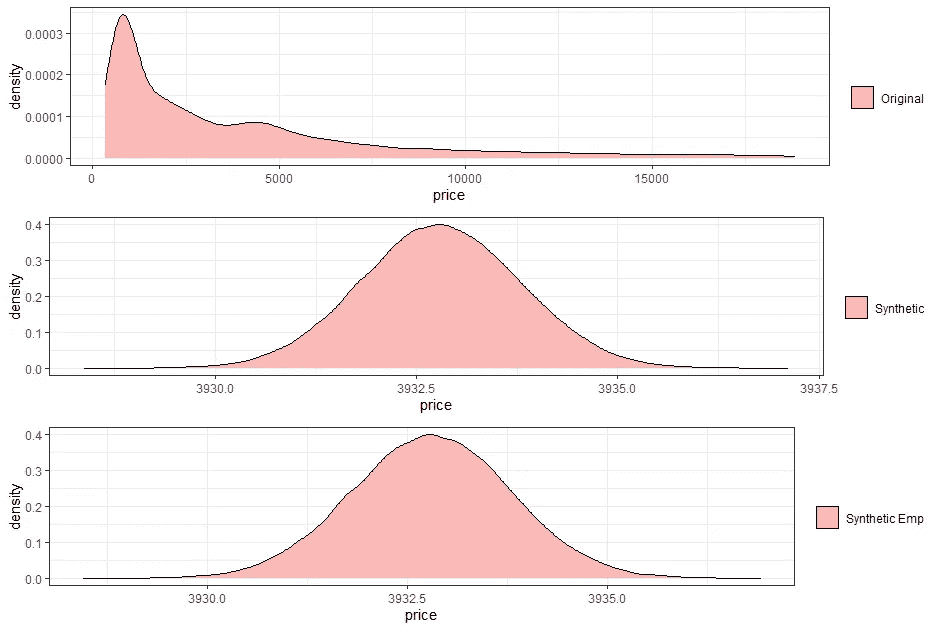 density
0.0003
0.0002
0.0001
0.0000
0 5000 10000 15000
price
Original
density
0.4
0.3
0.2
0.1
0.0
3930.0 3932.5 3935.0 3937.5
price
Synthetic
density
0.4
0.3
0.2
0.1
0.0
3930.0 3932.5 3935.0
price
Synthetic Emp